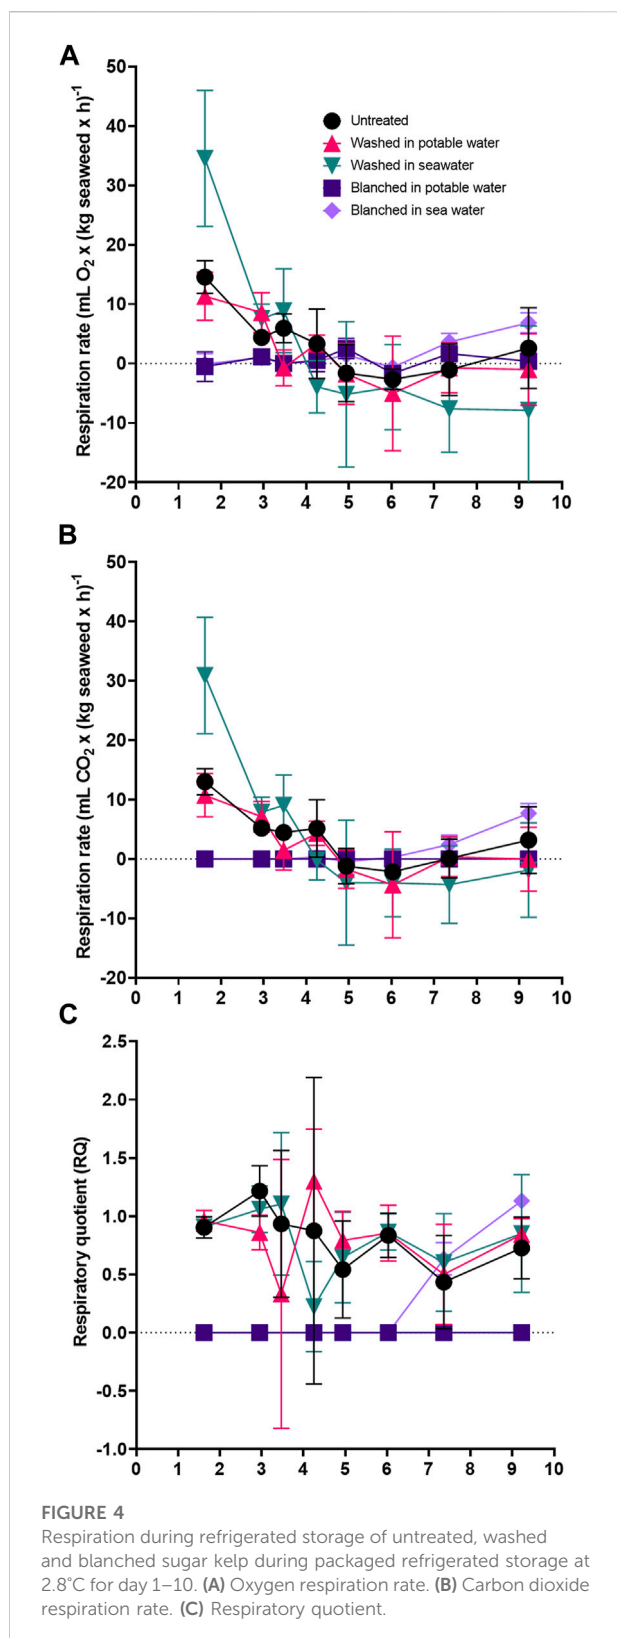 A
Respiration rate (mL O₂ x (kg seaweed x h)⁻¹
50
40
30
20
10
0
-10
-20
Untreated
Washed in potable water
Washed in seawater
Blanched in potable water
Blanched in sea water
0 1 2 3 4 5 6 7 8 9 10
B
Respiration rate (mL CO₂ x (kg seaweed x h)⁻¹
50
40
30
20
10
0
-10
-20
0 1 2 3 4 5 6 7 8 9 10
C
Respiratory quotient (RQ)
2.5
2.0
1.5
1.0
0.5
0.0
-0.5
-1.0
0 1 2 3 4 5 6 7 8 9 10
FIGURE 4
Respiration during refrigerated storage of untreated, washed
and blanched sugar kelp during packaged refrigerated storage at
2.8°C for day 1–10. (A) Oxygen respiration rate. (B) Carbon dioxide
respiration rate. (C) Respiratory quotient.